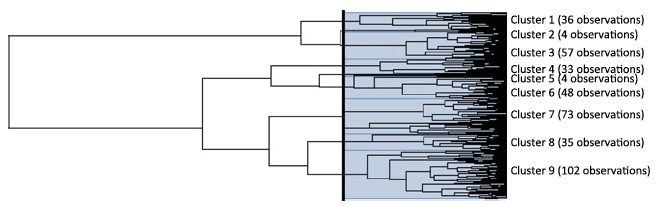 Cluster 1 (36 observations)
Cluster 2 (4 observations)
Cluster 3 (57 observations)
Cluster 4 (33 observations)
Cluster 5 (4 observations)
Cluster 6 (48 observations)
Cluster 7 (73 observations)
Cluster 8 (35 observations)
Cluster 9 (102 observations)